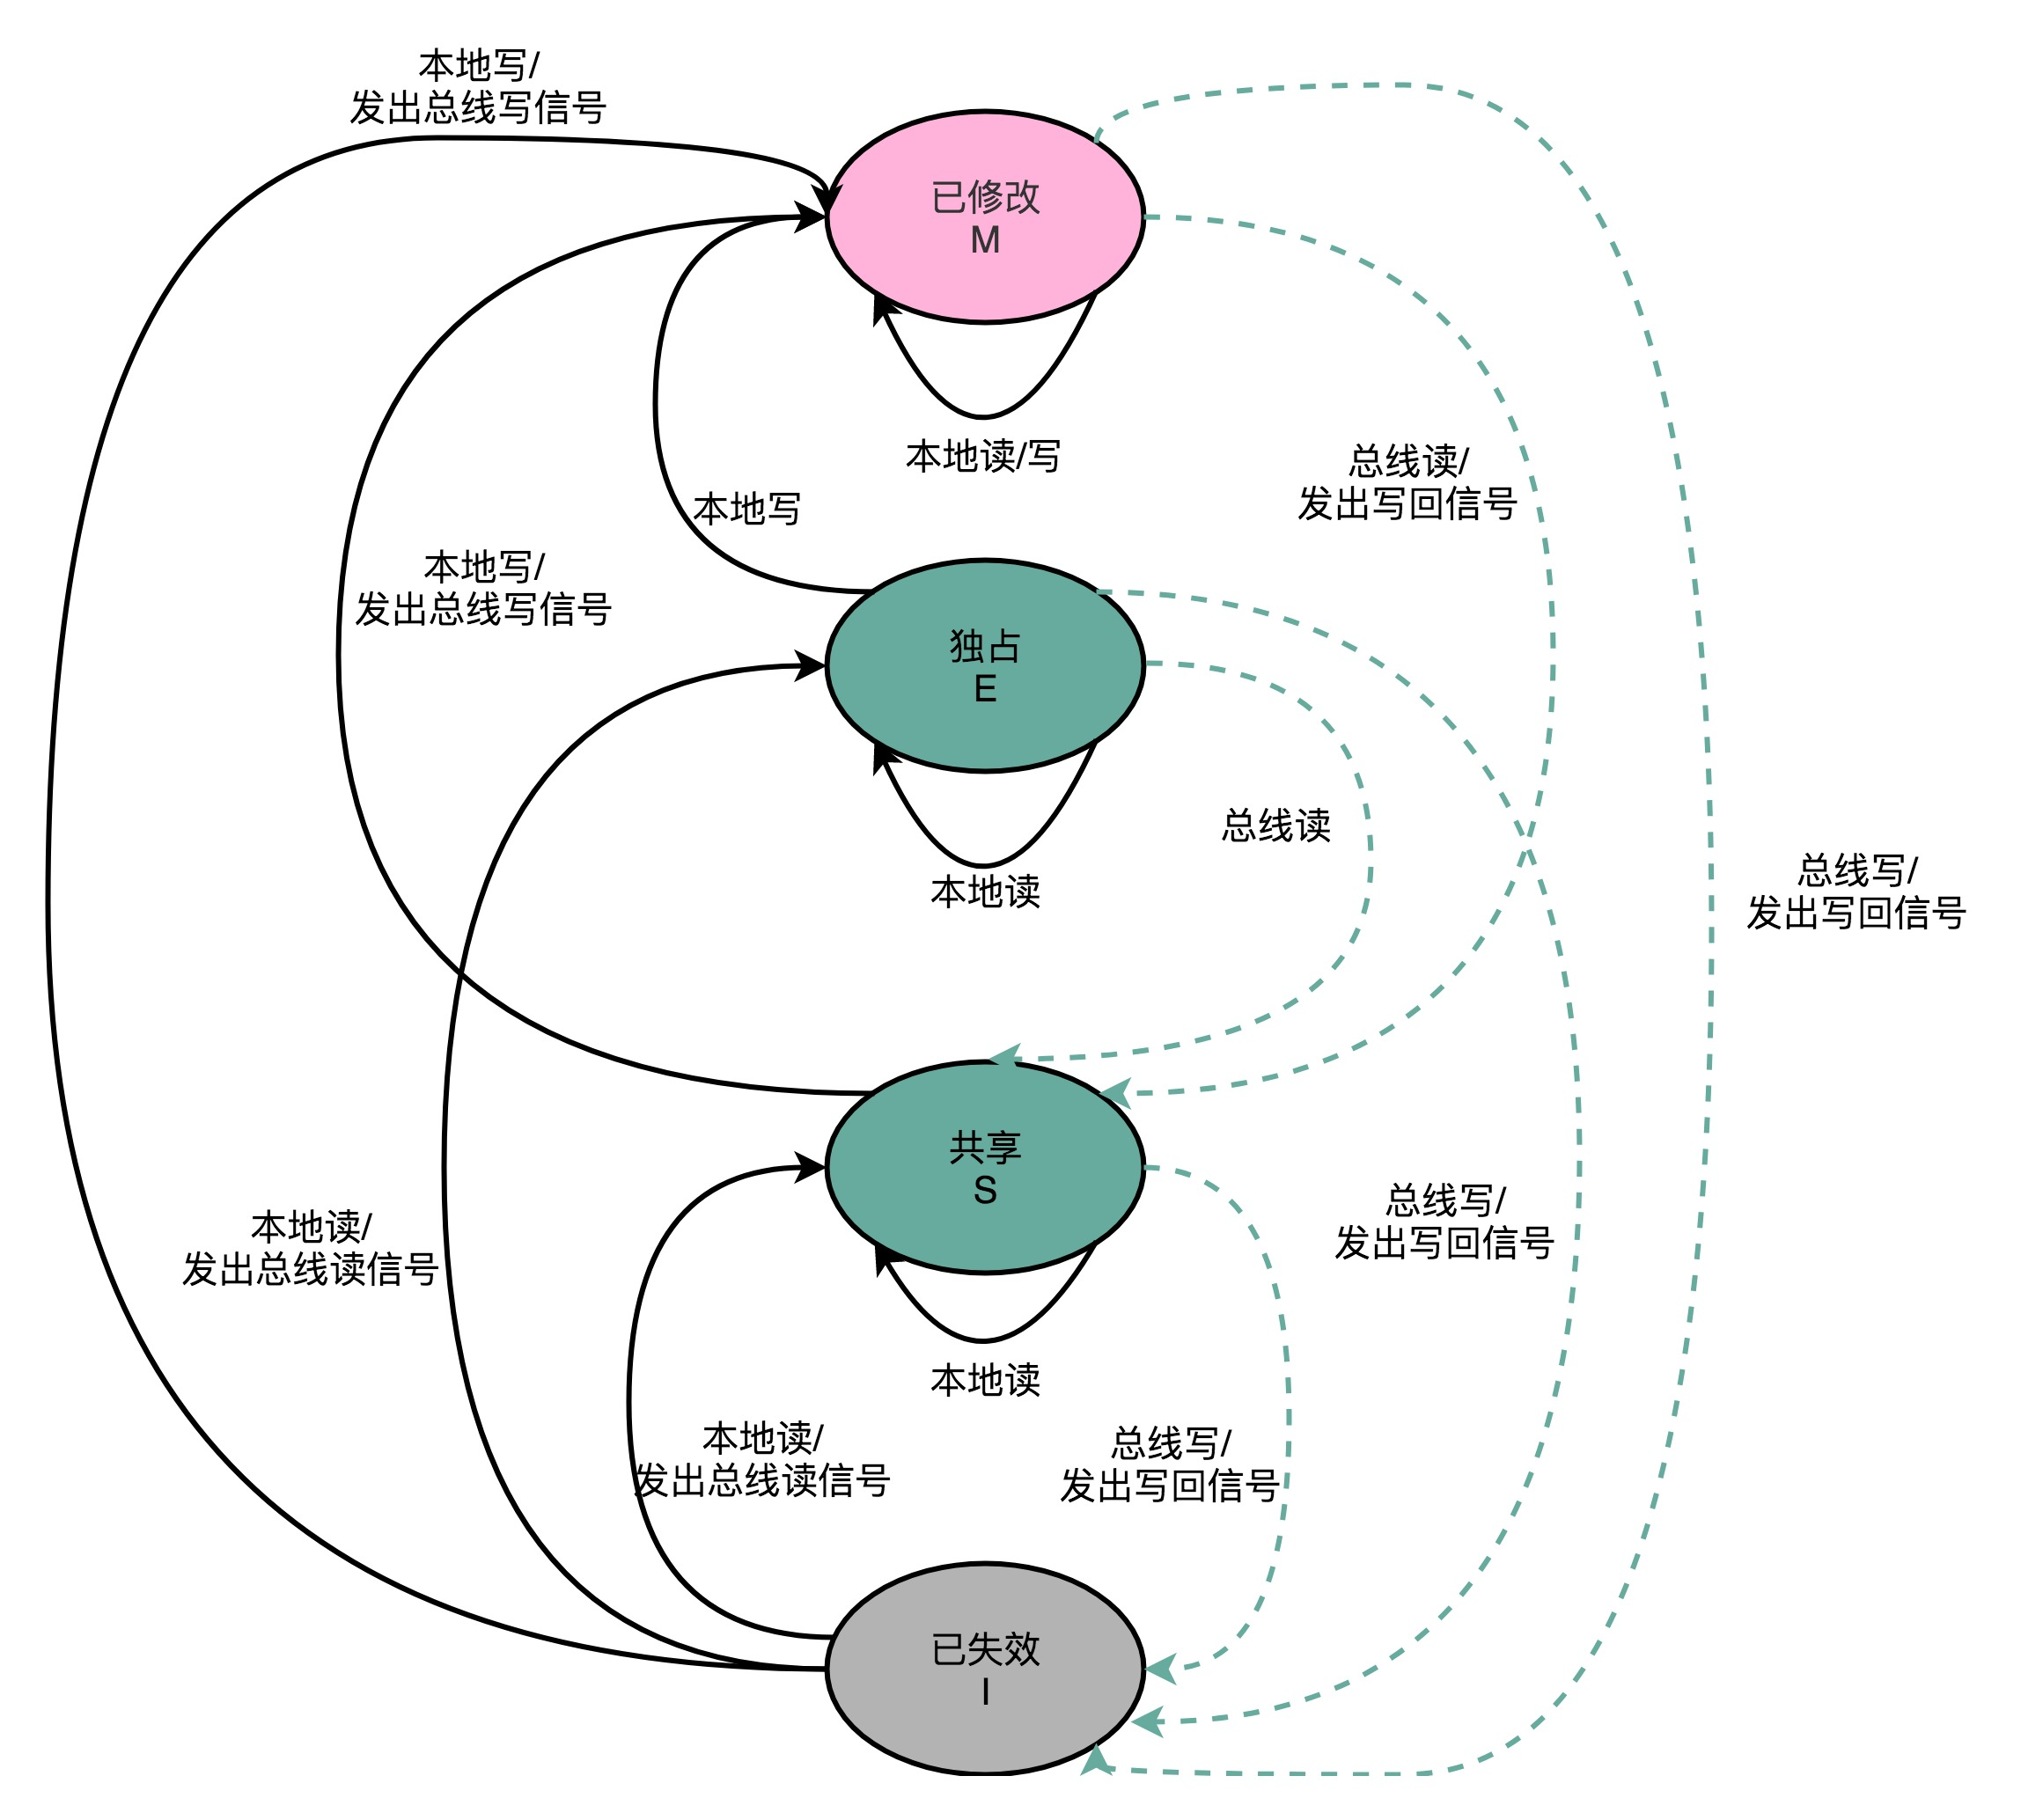 本地写/
发出总线写信号
已修改
M
本地读/写
总线读/
发出写回信号
本地写
本地写/
发出总线写信号
独占
E
总线读
本地读
总线写/
发出写回信号
共享
S
总线写/
发出写回信号
本地读/
发出总线读信号
本地读
本地读/
发出总线读信号
总线写/
发出写回信号
已失效
I